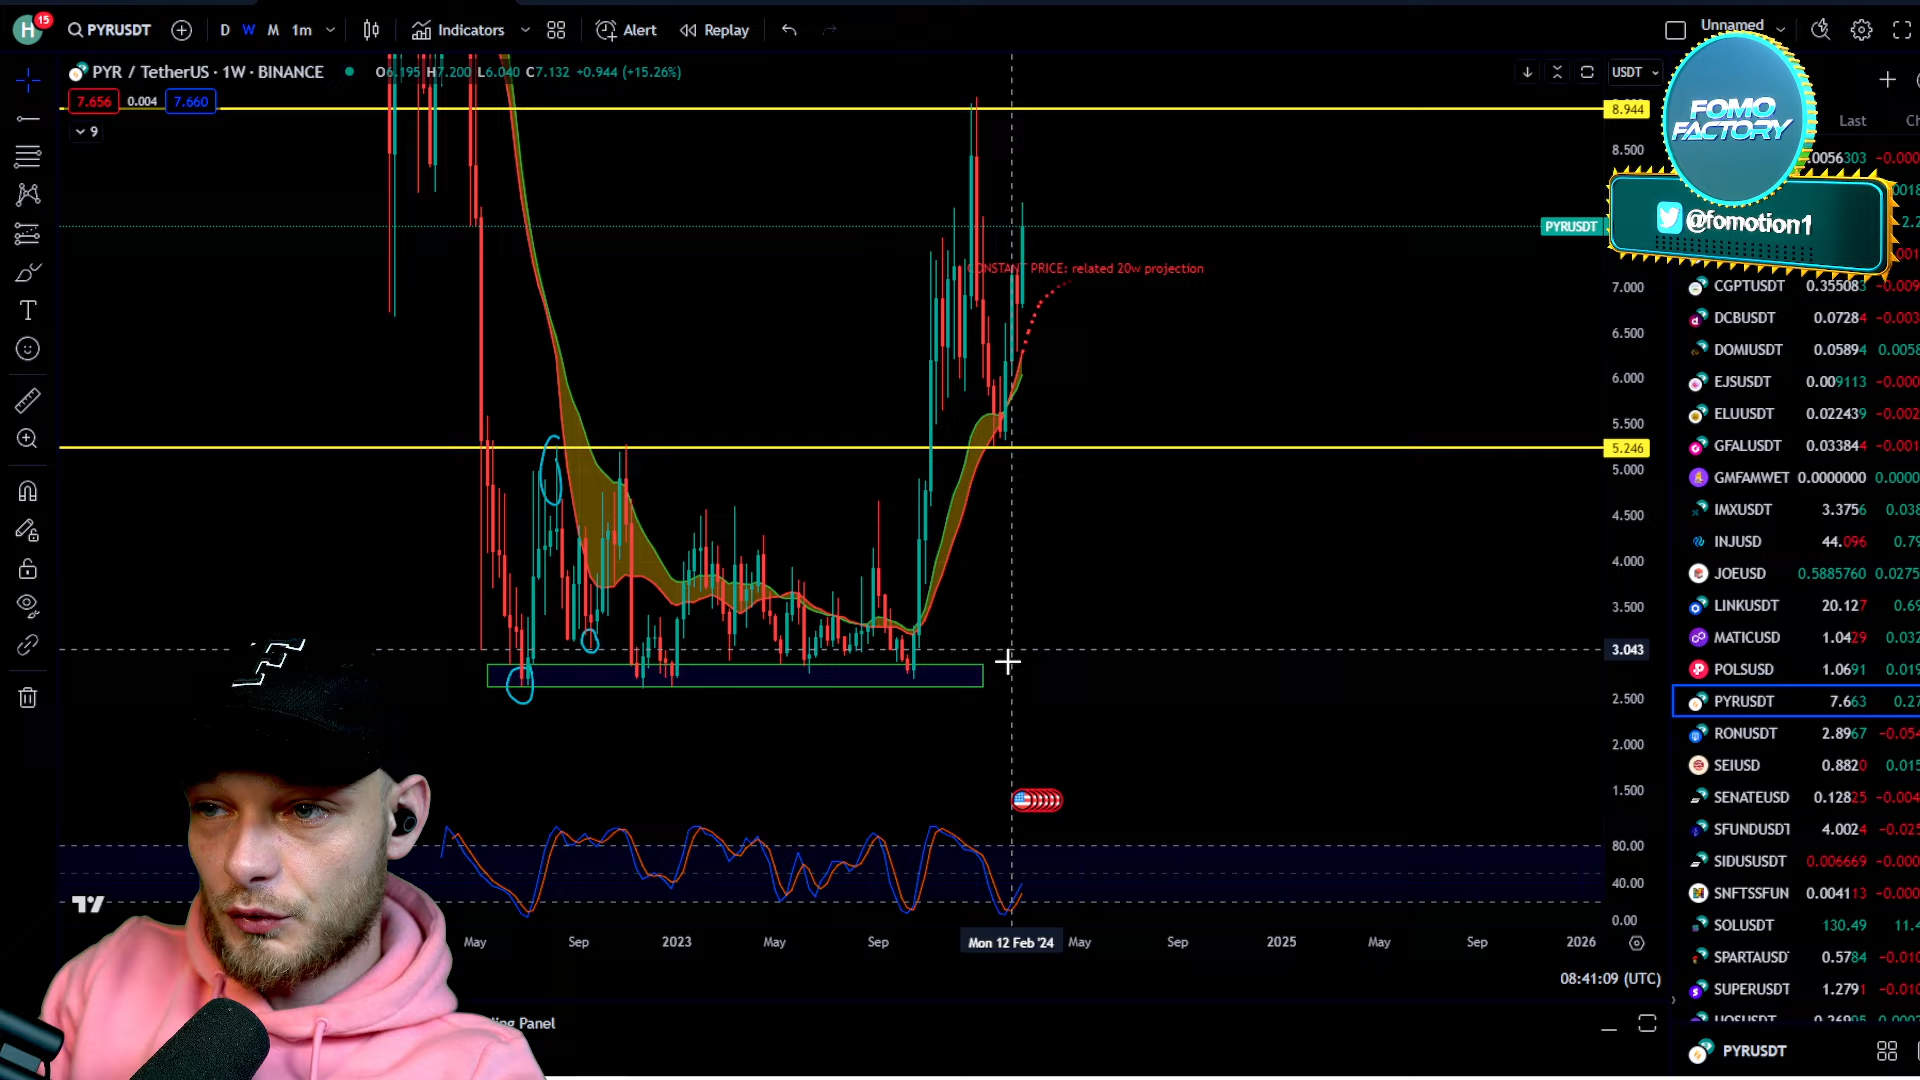 H 15 PYRUSDT D W M 1m Indicators Alert Replay Unnamed
PYR / TetherUS · 1W · BINANCE O6.195 H7.200 L6.040 C7.132 +0.944 (+15.26%) USDT
7.656 0.004 7.660
9
FOMO
FACTORY
@fomotion1
Last
8.944
8.500
PYRUSDT
CONSTANT PRICE: related 20w projection
7.000
6.500
6.000
5.500
5.246
5.000
4.500
4.000
3.500
3.043
2.500
2.000
1.500
80.00
40.00
0.00
.0056303 -0.000
CGPTUSDT 0.355083 -0.009
DCBUSDT 0.07284 -0.003
DOMIUSDT 0.05894 0.0058
EJSUSDT 0.009113 -0.000
ELUUSDT 0.022439 -0.002
GFALUSDT 0.033844 -0.001
GMFAMWET 0.0000000 0.0000
IMXUSDT 3.3756 0.038
INJUSD 44.096 0.79
JOEUSD 0.5885760 0.0275
LINKUSDT 20.127 0.69
MATICUSD 1.0429 0.032
POLSUSD 1.0691 0.019
PYRUSDT 7.663 0.27
RONUSDT 2.8967 -0.054
SEIUSD 0.8820 0.015
SENATEUSD 0.12825 -0.004
SFUNDUSDT 4.0024 -0.025
SIDUSUSDT 0.006669 -0.000
SNFTSSFUN 0.004113 -0.000
SOLUSDT 130.49 11.4
SPARTAUSD 0.5784 -0.010
SUPERUSDT 1.2791 -0.010
May Sep 2023 May Sep Mon 12 Feb '24 May Sep 2025 May Sep 2026
08:41:09 (UTC)
ing Panel
PYRUSDT